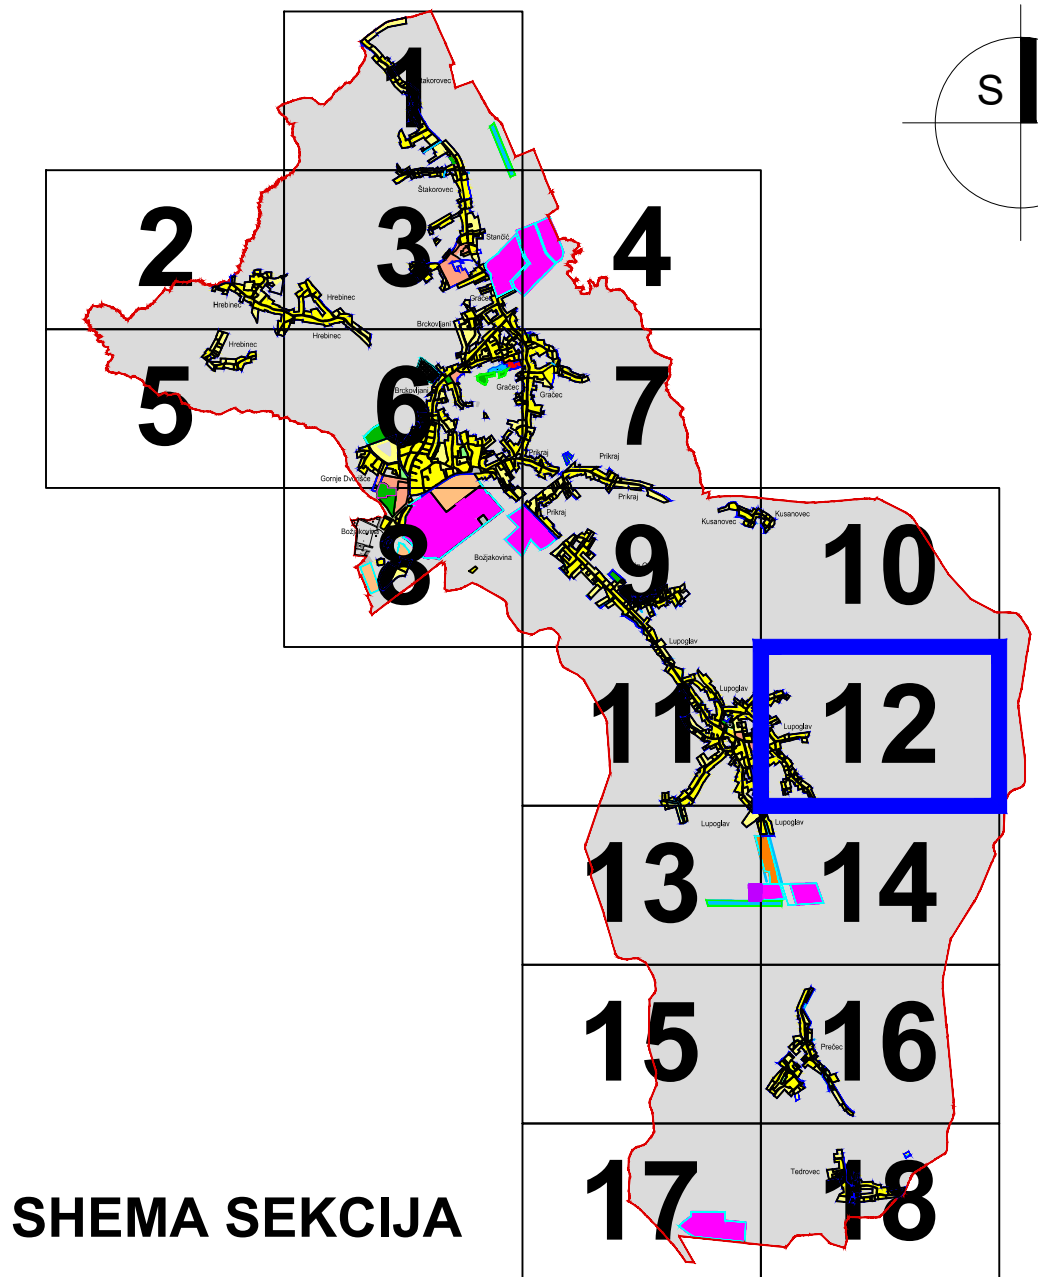 1
Štakorovec
S
Štakorovec
2
3
4
Stančić
Hrebinec
Hrebinec
Gračec
Brckovljani
Hrebinec
Hrebinec
5
6
7
Gračec
Brckovljani
Gračec
Prikraj
Prikraj
Gornje Dvorišće
Prikraj
Prikraj
Kusanovec
Kusanovec
Božjakovina
8
Božjakovina
9
10
Lupoglav
Lupoglav
11
12
Lupoglav
Lupoglav
Lupoglav
13
14
15
16
Prečec
Tedrovec
17
18
SHEMA SEKCIJA